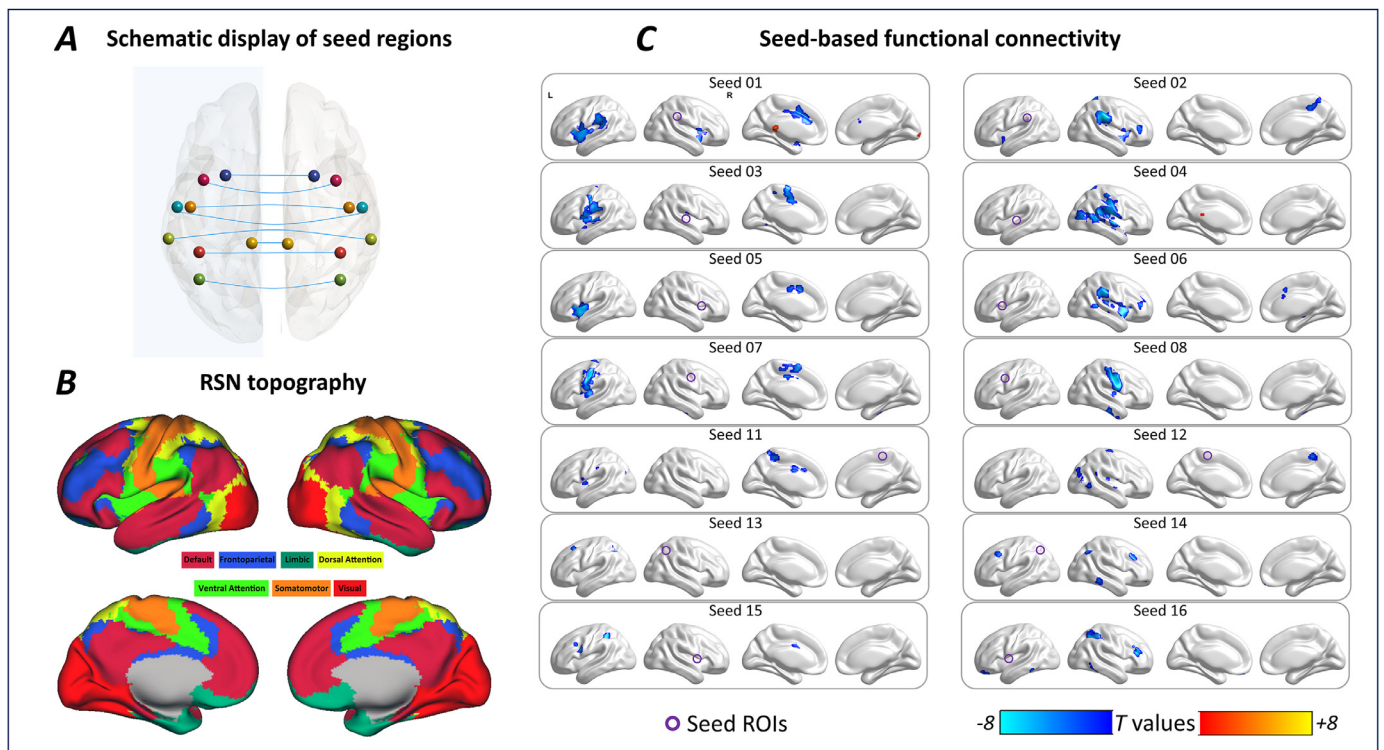 A Schematic display of seed regions
B RSN topography
Default Frontoparietal Limbic Dorsal Attention
Ventral Attention Somatomotor Visual
C Seed-based functional connectivity
Seed 01
L R
Seed 02
Seed 03
Seed 04
Seed 05
Seed 06
Seed 07
Seed 08
Seed 11
Seed 12
Seed 13
Seed 14
Seed 15
Seed 16
Seed ROIs
-8 T values +8